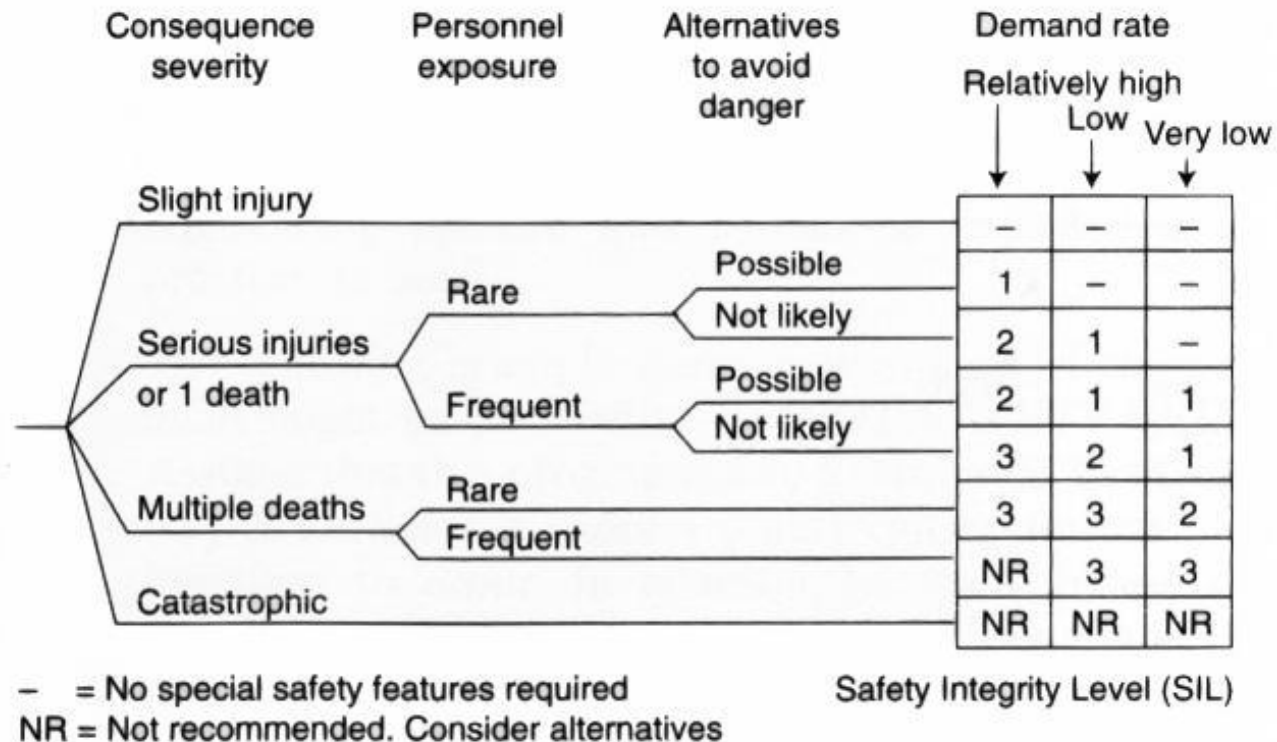 Consequence severity
Personnel exposure
Alternatives to avoid danger
Demand rate
Relatively high
Low
Very low
Slight injury
– – –
Possible
Rare
1 – –
Not likely
Serious injuries
2 1 –
or 1 death
Possible
Frequent
2 1 1
Not likely
3 2 1
Rare
Multiple deaths
3 3 2
Frequent
NR 3 3
Catastrophic
NR NR NR
– = No special safety features required
Safety Integrity Level (SIL)
NR = Not recommended. Consider alternatives